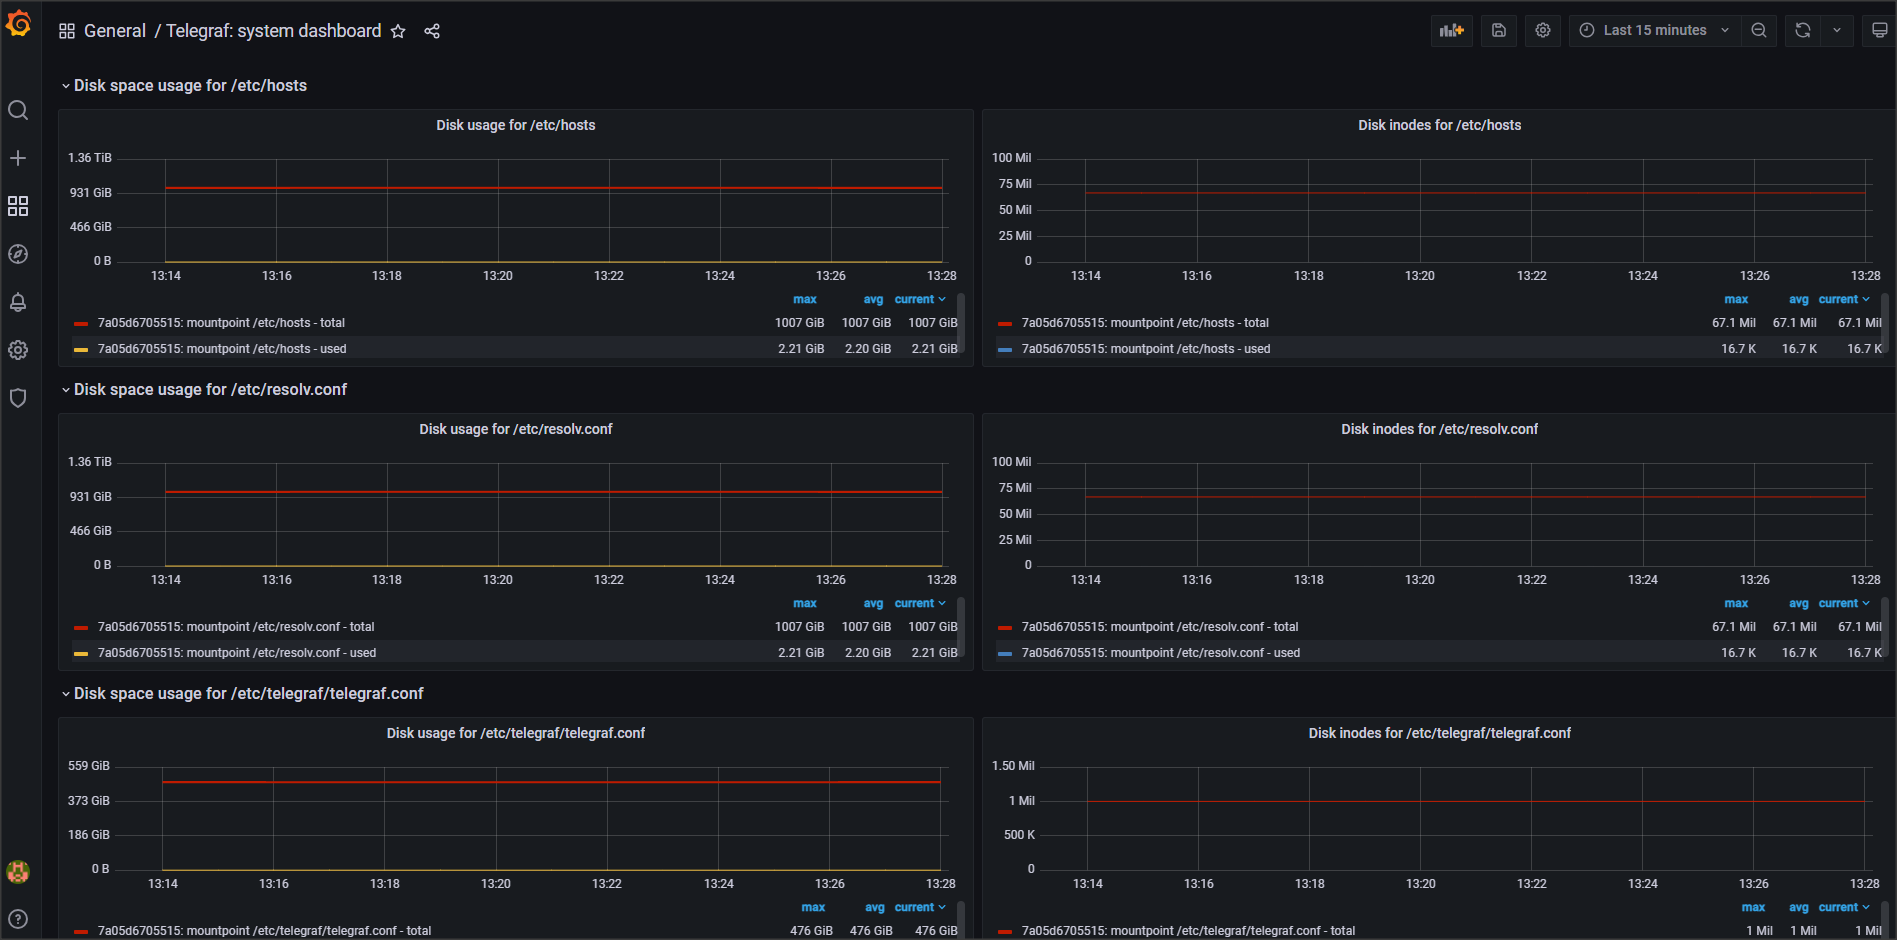 General / Telegraf: system dashboard
Last 15 minutes
Disk space usage for /etc/hosts
Disk usage for /etc/hosts
1.36 TiB
931 GiB
466 GiB
0 B
13:14 13:16 13:18 13:20 13:22 13:24 13:26 13:28
max avg current
7a05d6705515: mountpoint /etc/hosts - total 1007 GiB 1007 GiB 1007 GiB
7a05d6705515: mountpoint /etc/hosts - used 2.21 GiB 2.20 GiB 2.21 GiB
Disk inodes for /etc/hosts
100 Mil
75 Mil
50 Mil
25 Mil
0
13:14 13:16 13:18 13:20 13:22 13:24 13:26 13:28
max avg current
7a05d6705515: mountpoint /etc/hosts - total 67.1 Mil 67.1 Mil 67.1 Mil
7a05d6705515: mountpoint /etc/hosts - used 16.7 K 16.7 K 16.7 K
Disk space usage for /etc/resolv.conf
Disk usage for /etc/resolv.conf
1.36 TiB
931 GiB
466 GiB
0 B
13:14 13:16 13:18 13:20 13:22 13:24 13:26 13:28
max avg current
7a05d6705515: mountpoint /etc/resolv.conf - total 1007 GiB 1007 GiB 1007 GiB
7a05d6705515: mountpoint /etc/resolv.conf - used 2.21 GiB 2.20 GiB 2.21 GiB
Disk inodes for /etc/resolv.conf
100 Mil
75 Mil
50 Mil
25 Mil
0
13:14 13:16 13:18 13:20 13:22 13:24 13:26 13:28
max avg current
7a05d6705515: mountpoint /etc/resolv.conf - total 67.1 Mil 67.1 Mil 67.1 Mil
7a05d6705515: mountpoint /etc/resolv.conf - used 16.7 K 16.7 K 16.7 K
Disk space usage for /etc/telegraf/telegraf.conf
Disk usage for /etc/telegraf/telegraf.conf
559 GiB
373 GiB
186 GiB
0 B
13:14 13:16 13:18 13:20 13:22 13:24 13:26 13:28
max avg current
7a05d6705515: mountpoint /etc/telegraf/telegraf.conf - total 476 GiB 476 GiB 476 GiB
Disk inodes for /etc/telegraf/telegraf.conf
1.50 Mil
1 Mil
500 K
0
13:14 13:16 13:18 13:20 13:22 13:24 13:26 13:28
max avg current
7a05d6705515: mountpoint /etc/telegraf/telegraf.conf - total 1 Mil 1 Mil 1 Mil